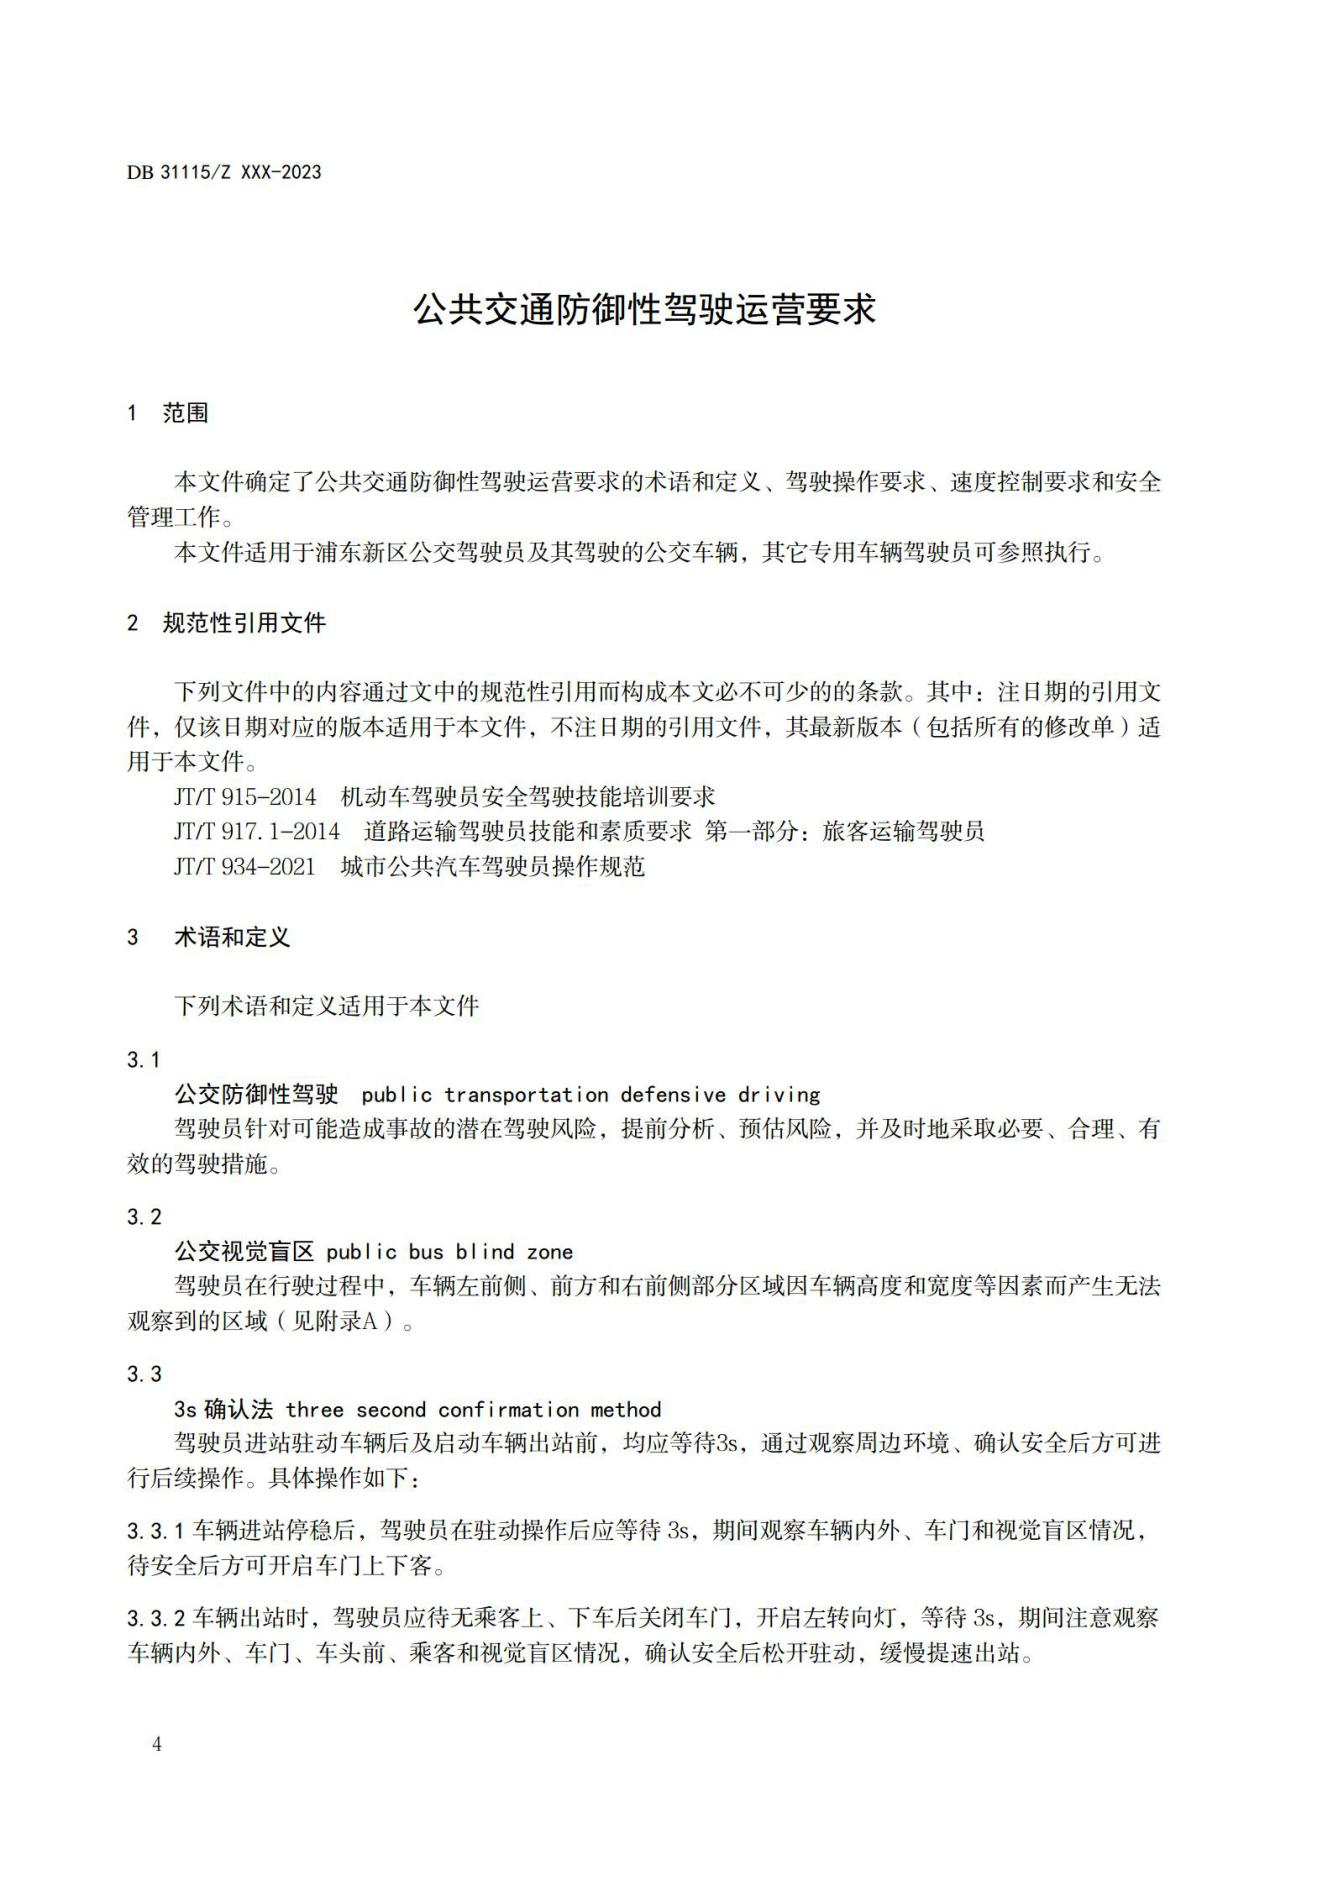 DB 31115/Z XXX-2023
公共交通防御性驾驶运营要求
1 范围
本文件确定了公共交通防御性驾驶运营要求的术语和定义、驾驶操作要求、速度控制要求和安全
管理工作。
本文件适用于浦东新区公交驾驶员及其驾驶的公交车辆，其它专用车辆驾驶员可参照执行。
2 规范性引用文件
下列文件中的内容通过文中的规范性引用而构成本文必不可少的的条款。其中：注日期的引用文
件，仅该日期对应的版本适用于本文件，不注日期的引用文件，其最新版本（包括所有的修改单）适
用于本文件。
JT/T 915-2014 机动车驾驶员安全驾驶技能培训要求
JT/T 917.1-2014 道路运输驾驶员技能和素质要求 第一部分：旅客运输驾驶员
JT/T 934-2021 城市公共汽车驾驶员操作规范
3 术语和定义
下列术语和定义适用于本文件
3.1
公交防御性驾驶 public transportation defensive driving
驾驶员针对可能造成事故的潜在驾驶风险，提前分析、预估风险，并及时地采取必要、合理、有
效的驾驶措施。
3.2
公交视觉盲区 public bus blind zone
驾驶员在行驶过程中，车辆左前侧、前方和右前侧部分区域因车辆高度和宽度等因素而产生无法
观察到的区域（见附录A）。
3.3
3s 确认法 three second confirmation method
驾驶员进站驻动车辆后及启动车辆出站前，均应等待3s，通过观察周边环境、确认安全后方可进
行后续操作。具体操作如下：
3.3.1 车辆进站停稳后，驾驶员在驻动操作后应等待 3s，期间观察车辆内外、车门和视觉盲区情况，
待安全后方可开启车门上下客。
3.3.2 车辆出站时，驾驶员应待无乘客上、下车后关闭车门，开启左转向灯，等待 3s，期间注意观察
车辆内外、车门、车头前、乘客和视觉盲区情况，确认安全后松开驻动，缓慢提速出站。
4